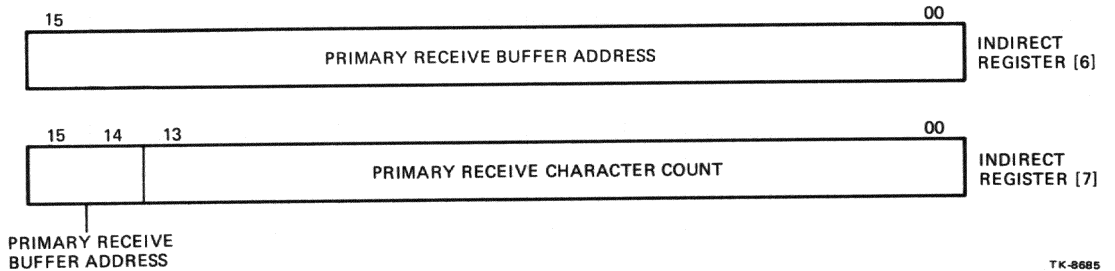 15 00
PRIMARY RECEIVE BUFFER ADDRESS
INDIRECT
REGISTER [6]
15 14 13 00
PRIMARY RECEIVE CHARACTER COUNT
INDIRECT
REGISTER [7]
PRIMARY RECEIVE
BUFFER ADDRESS
TK-8685